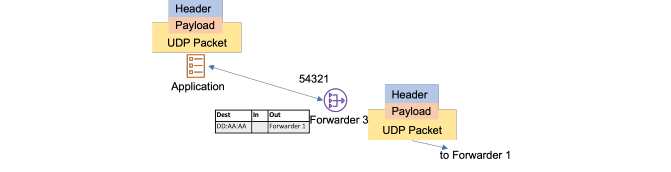 Header
Payload
UDP Packet
Application
54321
Forwarder 3
Dest In Out
DD:AA:AA Forwarder 1
Header
Payload
UDP Packet
to Forwarder 1